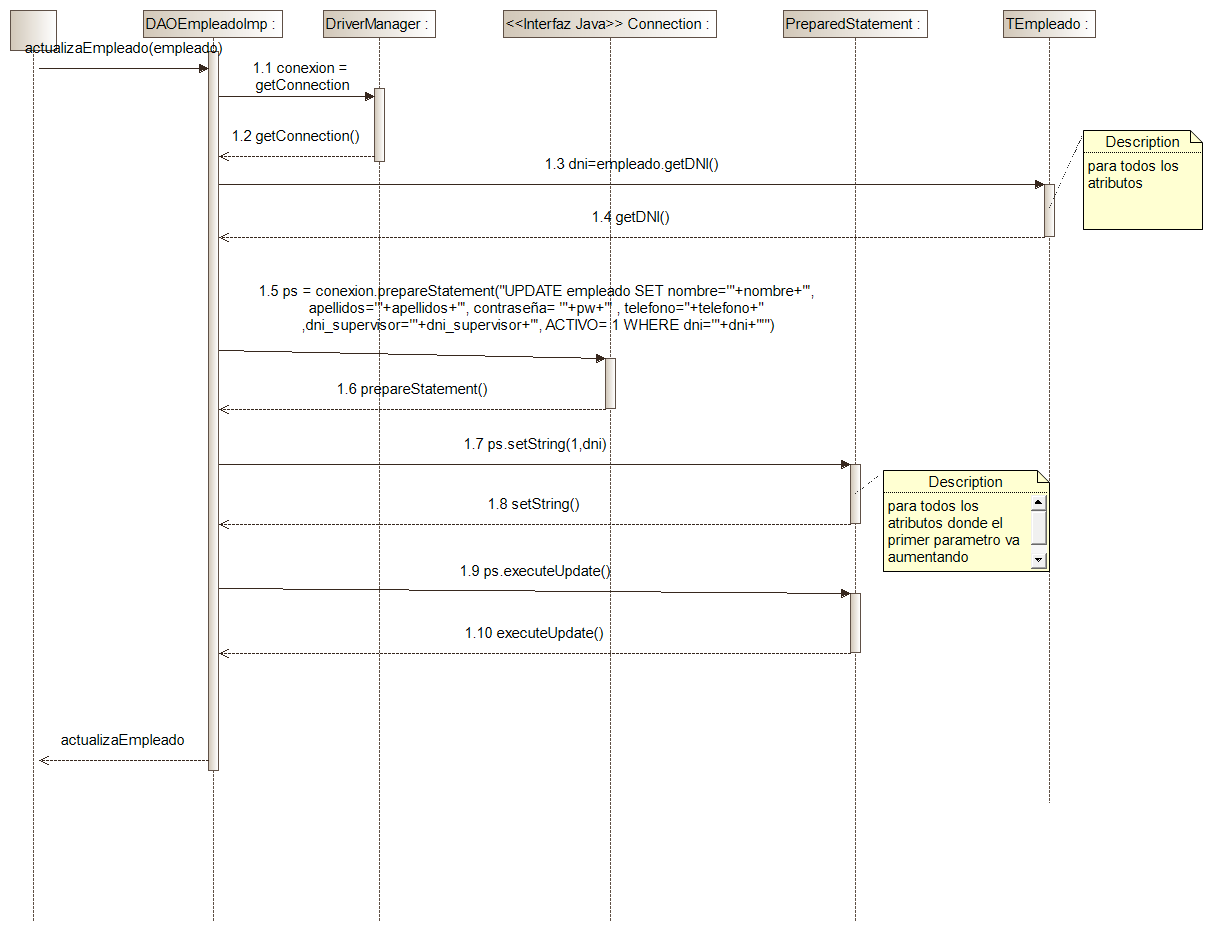 DAOEmpleadoImp :
DriverManager :
<<Interfaz Java>> Connection :
PreparedStatement :
TEmpleado :
actualizaEmpleado(empleado)
1.1 conexion =
getConnection
1.2 getConnection()
1.3 dni=empleado.getDNI()
Description
para todos los
atributos
1.4 getDNI()
1.5 ps = conexion.prepareStatement("UPDATE empleado SET nombre='"+nombre+"',
apellidos='"+apellidos+"', contraseña= '"+pw+"' , telefono="+telefono+"
,dni_supervisor='"+dni_supervisor+"', ACTIVO= 1 WHERE dni='"+dni+"'")
1.6 prepareStatement()
1.7 ps.setString(1,dni)
Description
para todos los
atributos donde el
primer parametro va
aumentando
1.8 setString()
1.9 ps.executeUpdate()
1.10 executeUpdate()
actualizaEmpleado